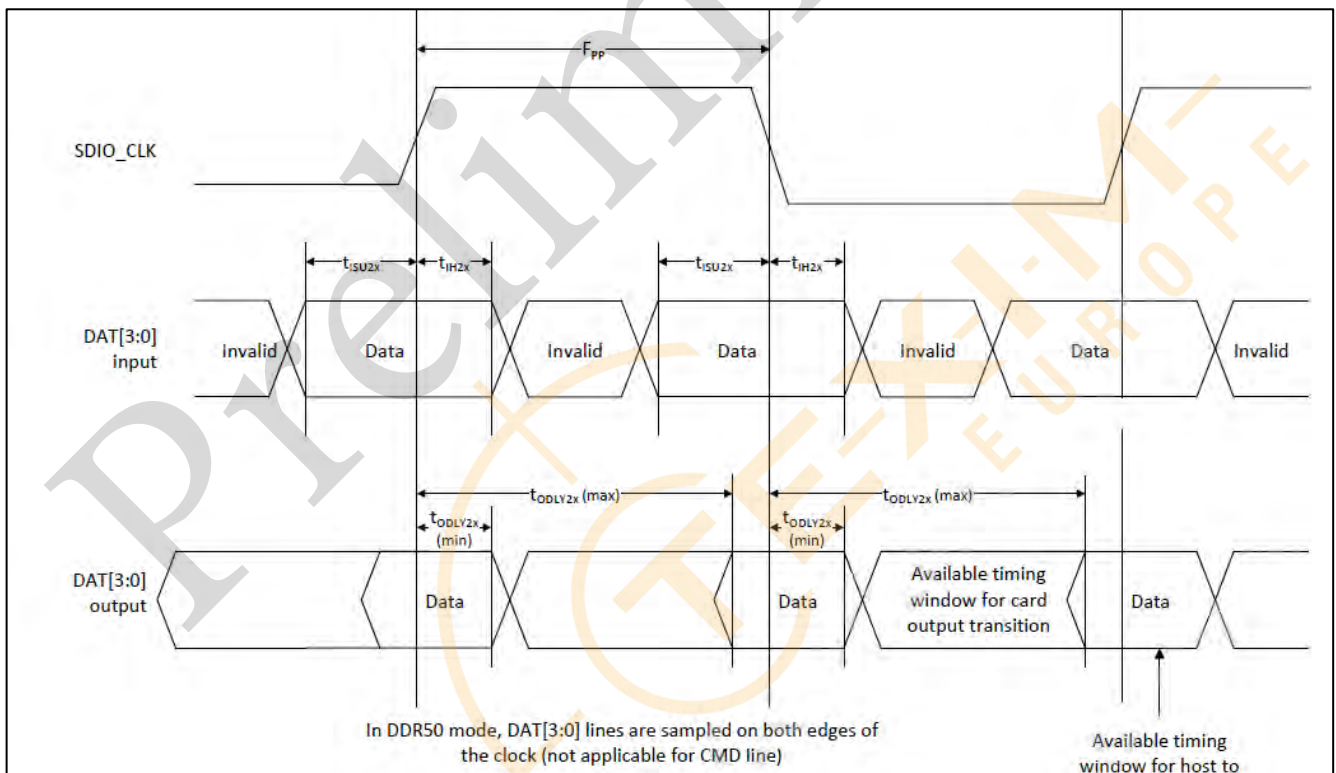 F_PP
SDIO_CLK
t_ISU2x
t_IH2x
t_ISU2x
t_IH2x
DAT[3:0]
input
Invalid
Data
Invalid
Data
Invalid
Data
Invalid
t_ODLY2x (max)
t_ODLY2x (max)
t_ODLY2x
(min)
t_ODLY2x
(min)
DAT[3:0]
output
Data
Data
Available timing
window for card
output transition
Data
In DDR50 mode, DAT[3:0] lines are sampled on both edges of
the clock (not applicable for CMD line)
Available timing
window for host to
Prelim
TE-X-I-M-
EUROPE